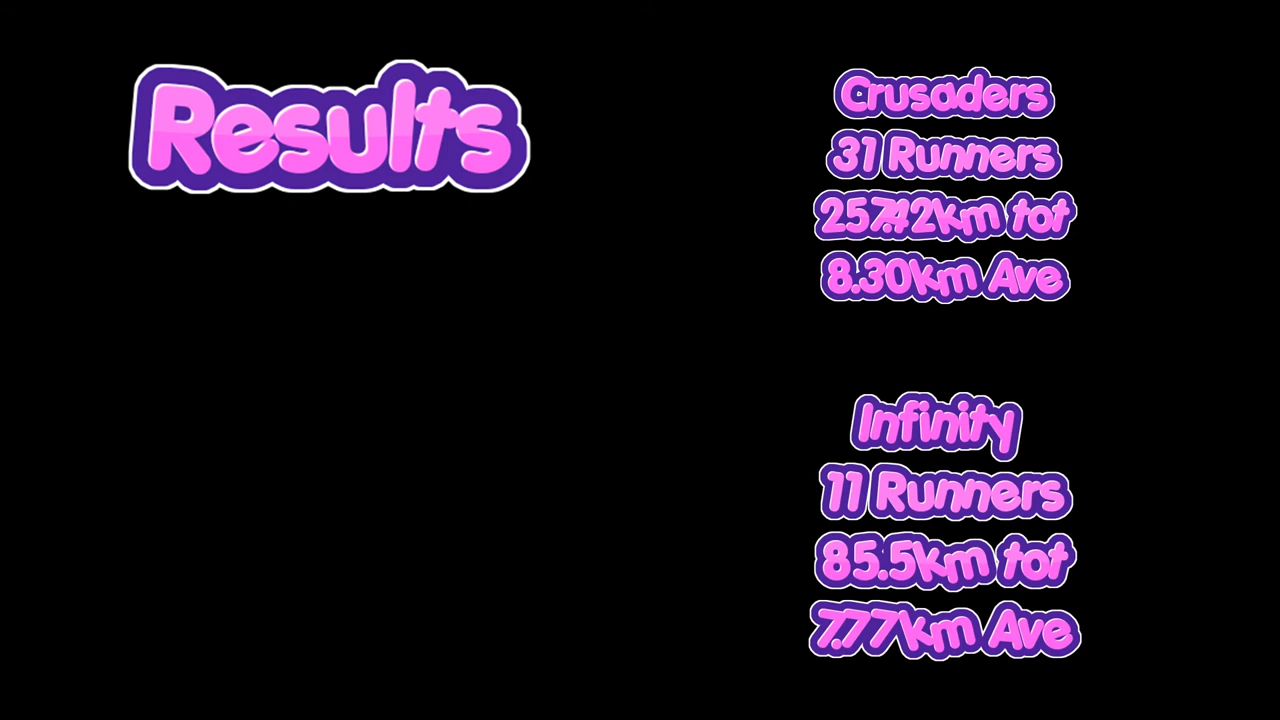 Results
Crusaders
31 Runners
257.42km tot
8.30km Ave
Infinity
11 Runners
85.5km tot
7.77km Ave